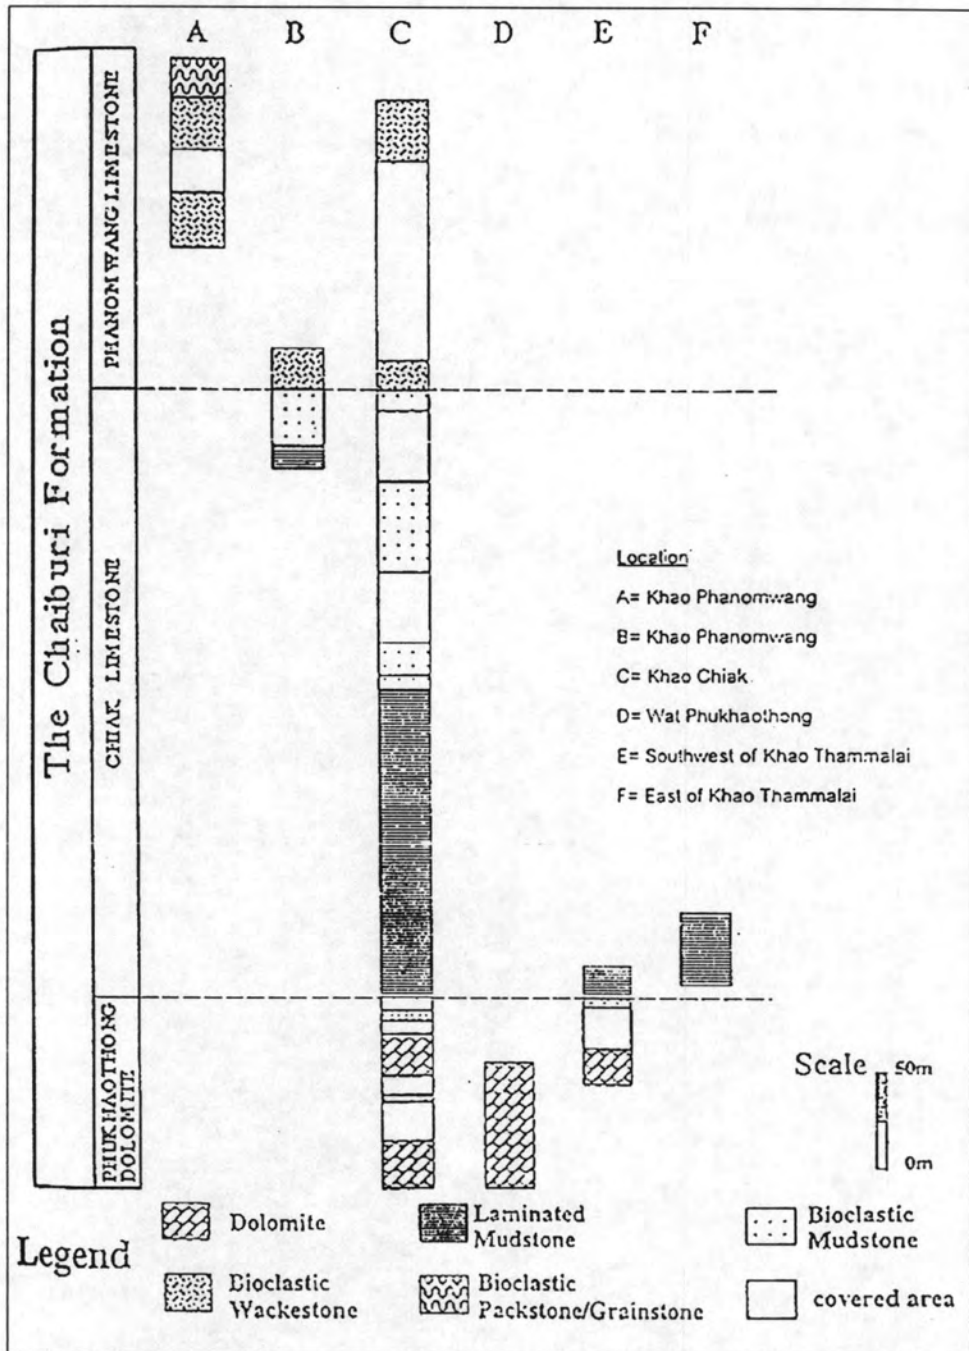 A B C D E F
The Chaiburi Formation
PHANOMWANG LIMESTONE
CHIAK LIMESTONE
PHUKHAOTHONG
DOLOMITE
Location
A= Khao Phanomwang
B= Khao Phanomwang
C= Khao Chiak
D= Wat Phukhaothong
E= Southwest of Khao Thammalai
F= East of Khao Thammalai
Scale
50m
0m
Legend
Dolomite
Laminated
Mudstone
Bioclastic
Mudstone
Bioclastic
Wackestone
Bioclastic
Packstone/Grainstone
covered area